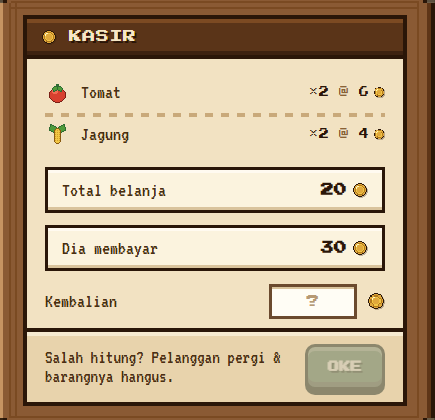 KASIR
Tomat ×2 @ 6
Jagung ×2 @ 4
Total belanja 20
Dia membayar 30
Kembalian ?
Salah hitung? Pelanggan pergi &
barangnya hangus.
OKE